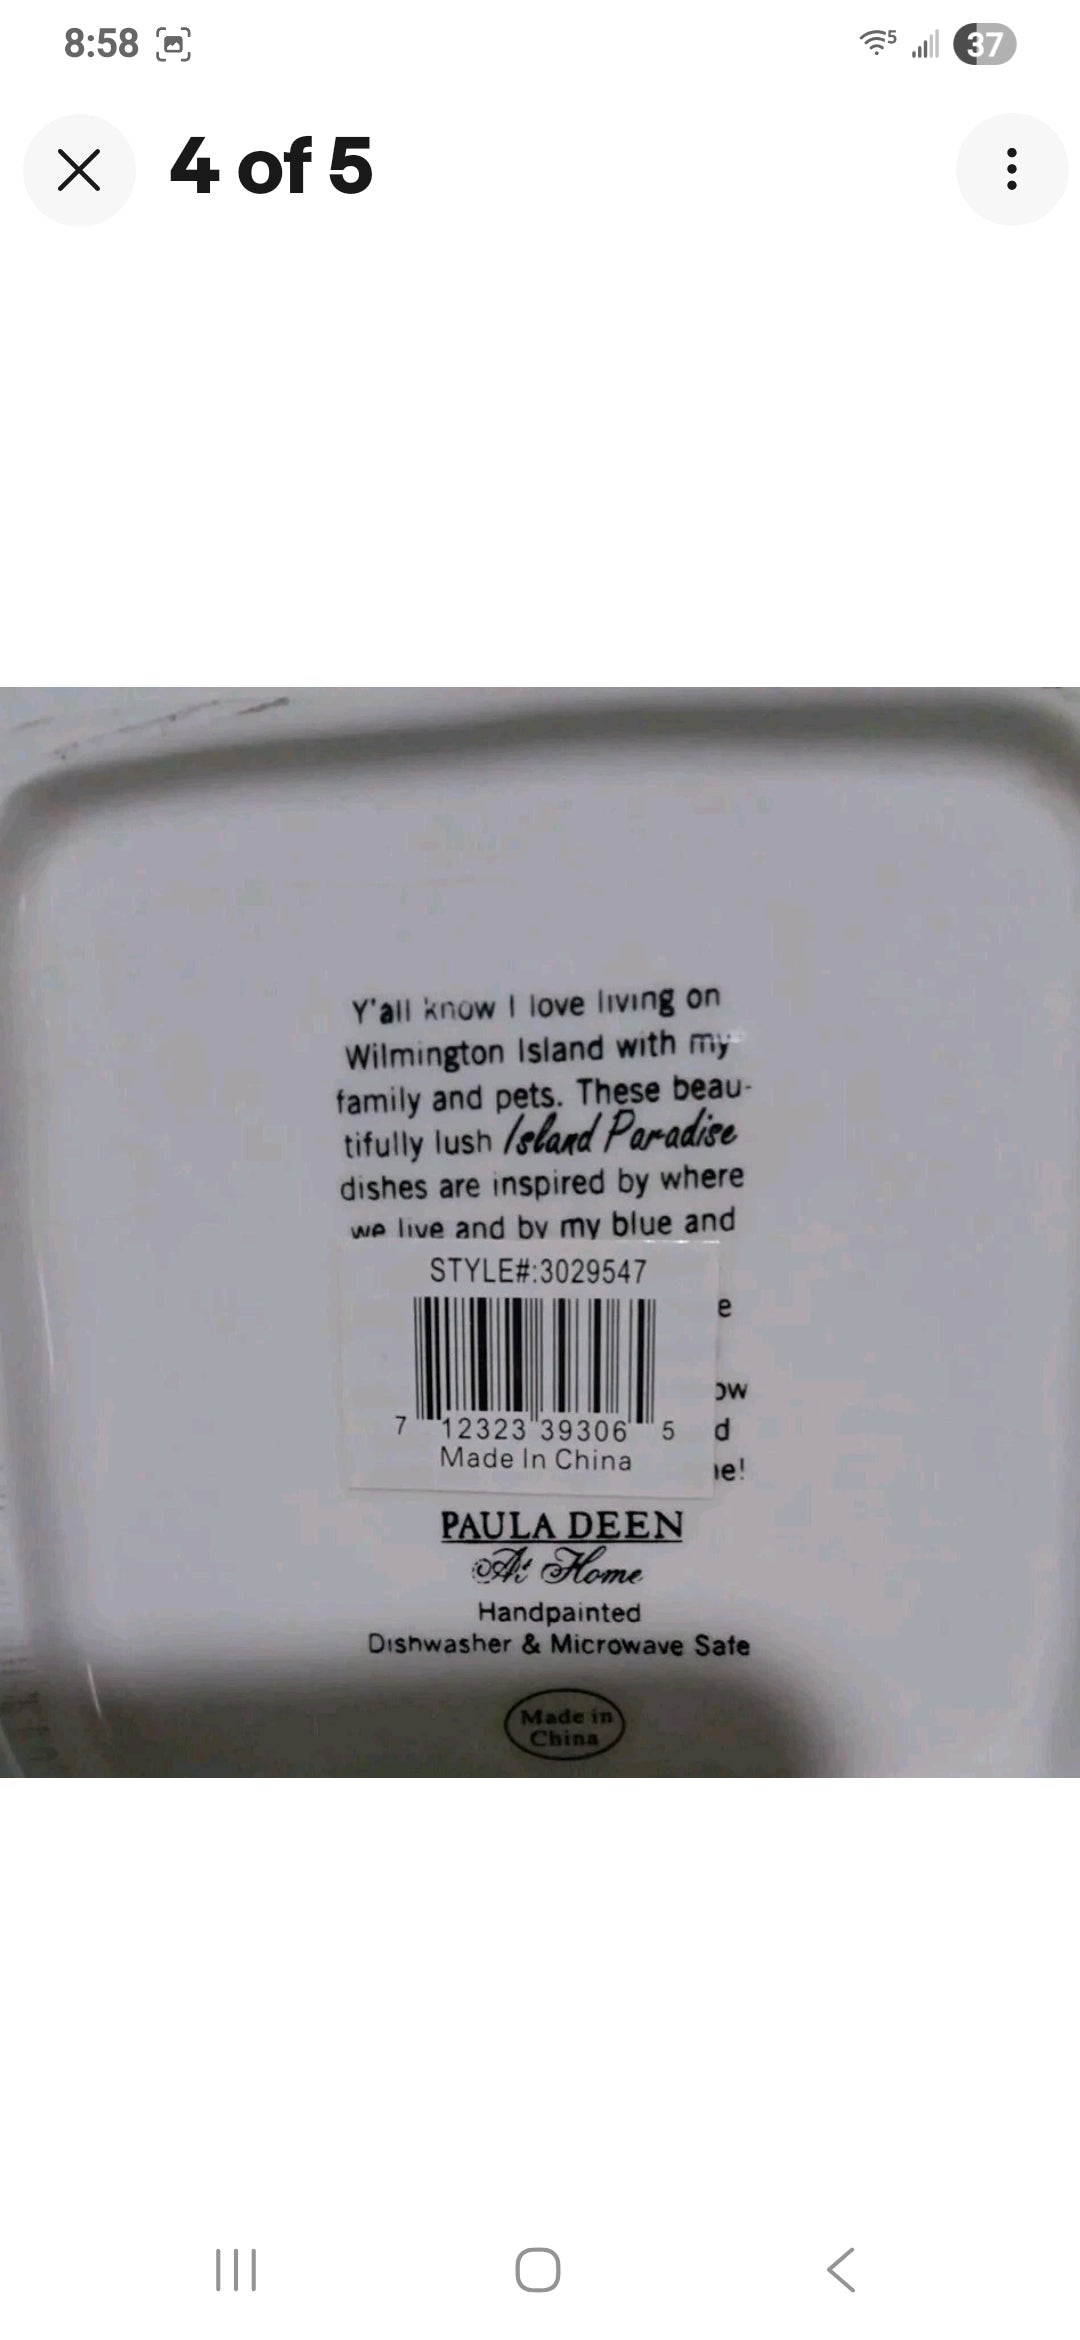 8:58
5
37
4 of 5
Y'all know I love living on
Wilmington Island with my
family and pets. These beau-
tifully lush Island Paradise
dishes are inspired by where
we live and by my blue and
STYLE#:3029547
e
ow
7 12323 39306 5
d
Made In China
e!
PAULA DEEN
At Home
Handpainted
Dishwasher & Microwave Safe
Made in
China